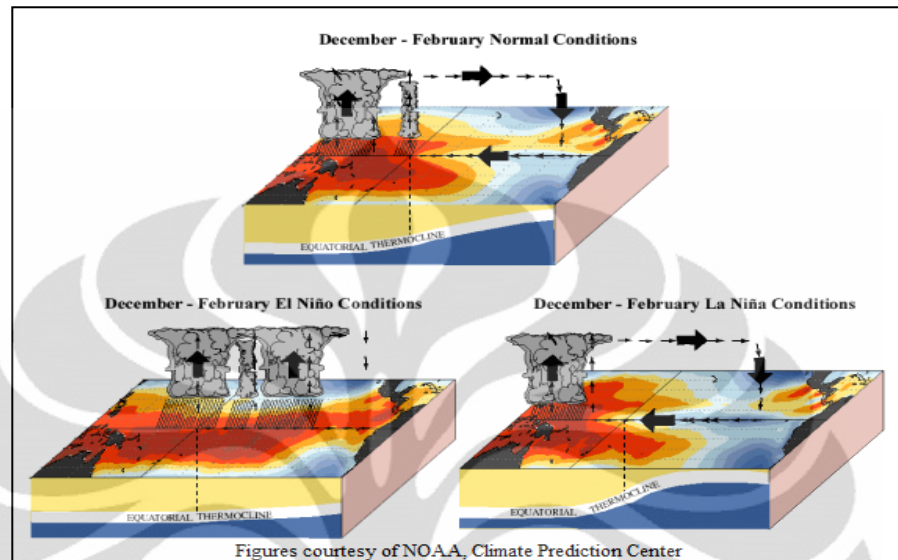 December - February Normal Conditions
EQUATORIAL THERMOCLINE
December - February El Niño Conditions
December - February La Niña Conditions
EQUATORIAL THERMOCLINE
EQUATORIAL THERMOCLINE
Figures courtesy of NOAA, Climate Prediction Center